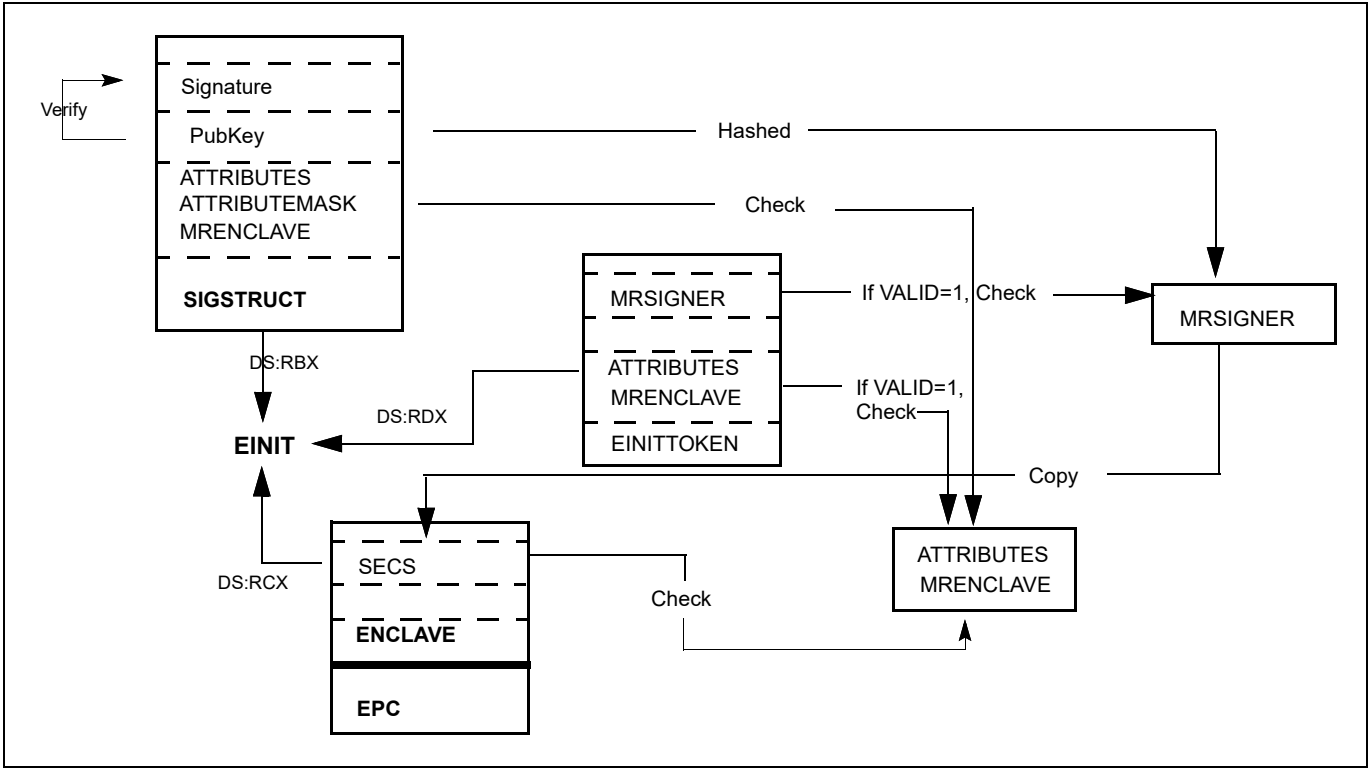 Signature
Verify
PubKey
Hashed
ATTRIBUTES
ATTRIBUTEMASK
MRENCLAVE
Check
SIGSTRUCT
MRSIGNER
If VALID=1, Check
MRSIGNER
DS:RBX
ATTRIBUTES
MRENCLAVE
If VALID=1,
Check
DS:RDX
EINIT
EINITTOKEN
Copy
SECS
DS:RCX
Check
ATTRIBUTES
MRENCLAVE
ENCLAVE
EPC